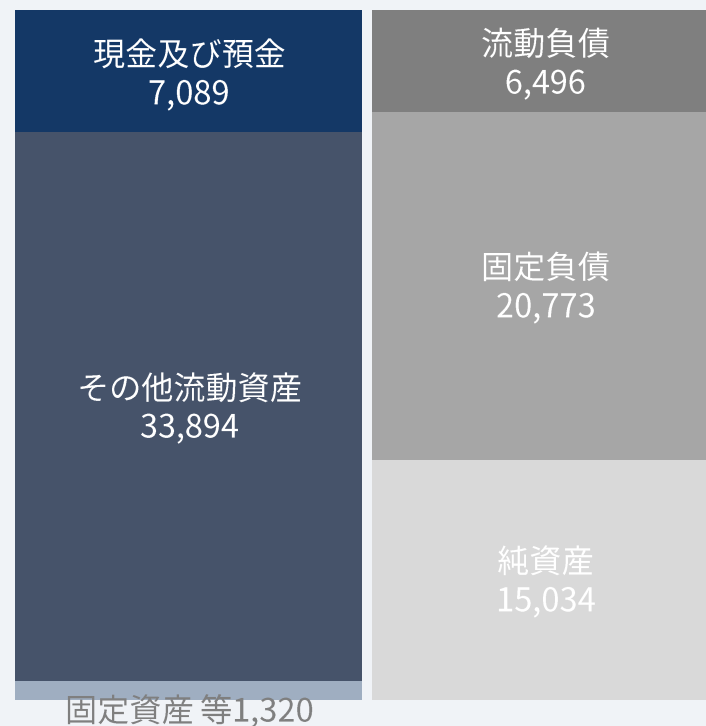 現金及び預金
7,089
その他流動資産
33,894
固定資産 等1,320
流動負債
6,496
固定負債
20,773
純資産
15,034